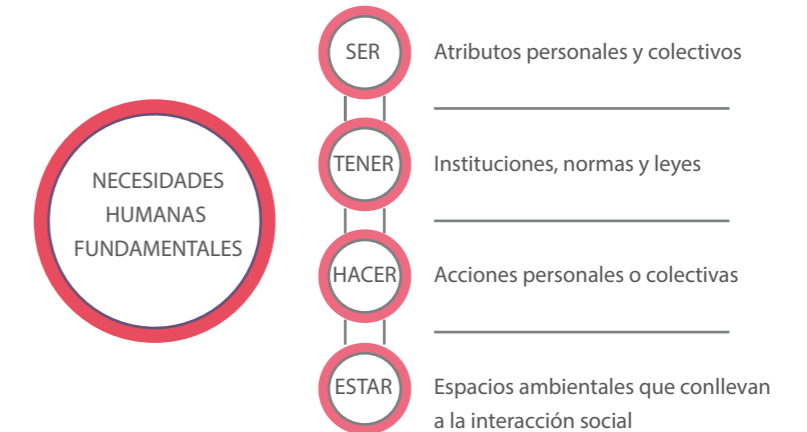 NECESIDADES
HUMANAS
FUNDAMENTALES
SER
Atributos personales y colectivos
TENER
Instituciones, normas y leyes
HACER
Acciones personales o colectivas
ESTAR
Espacios ambientales que conllevan
a la interacción social